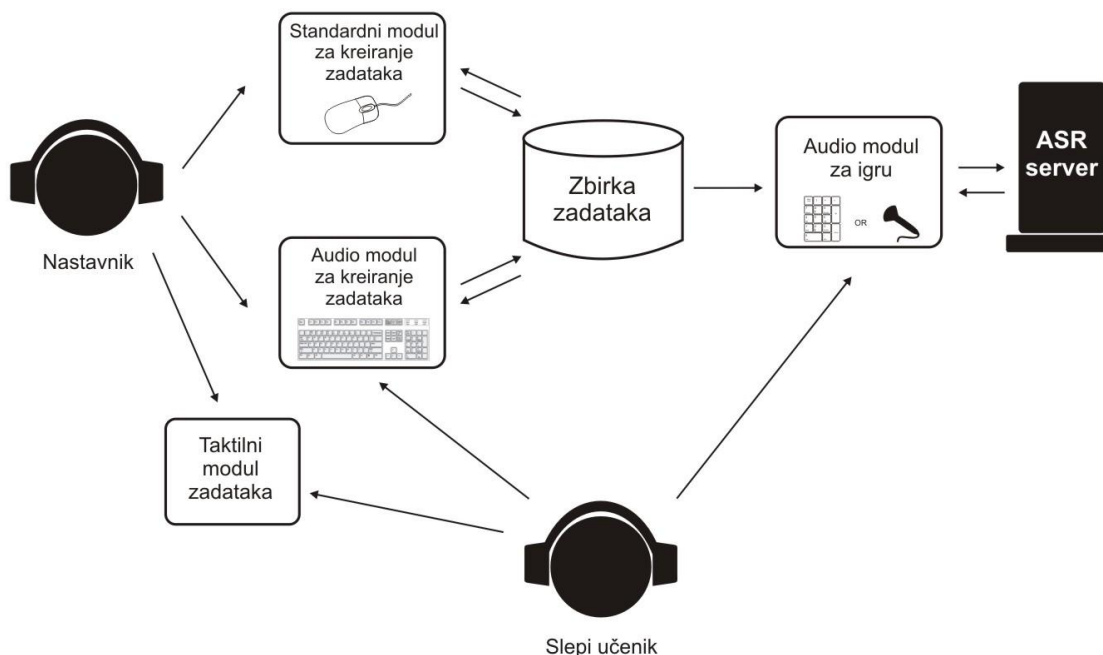 Standardni modul
za kreiranje
zadataka
Nastavnik
Audio modul
za kreiranje
zadataka
Zbirka
zadataka
Audio modul
za igru
OR
ASR
server
Taktilni
modul
zadataka
Slepi učenik